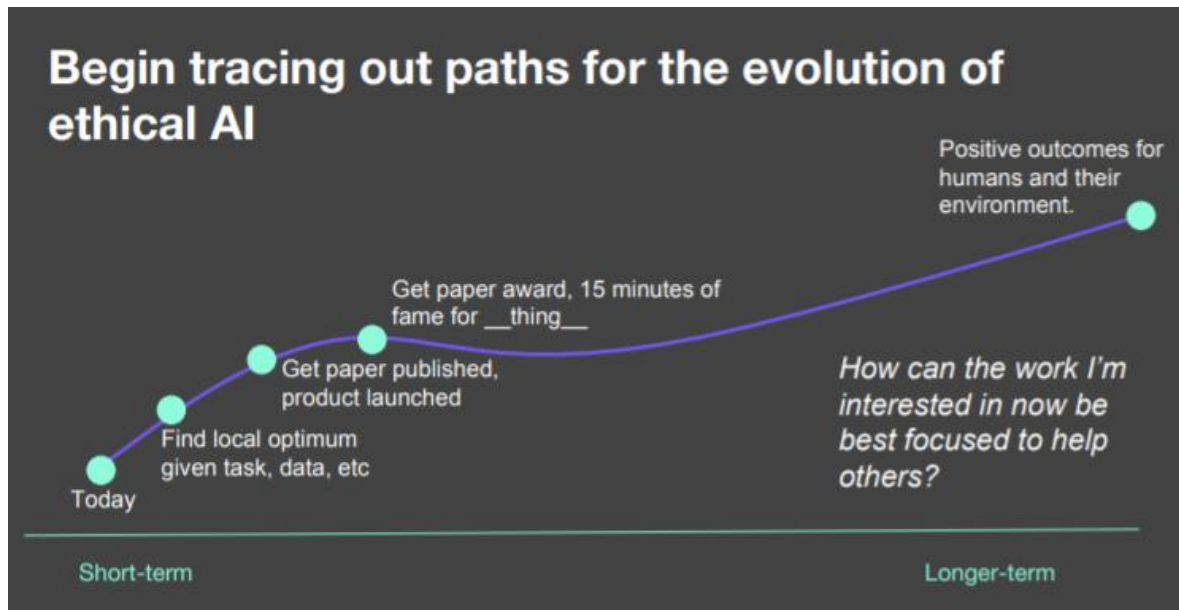 Begin tracing out paths for the evolution of
ethical AI
Positive outcomes for
humans and their
environment.
Get paper award, 15 minutes of
fame for __thing__
Get paper published,
product launched
How can the work I'm
interested in now be
best focused to help
others?
Find local optimum
given task, data, etc
Today
Short-term
Longer-term